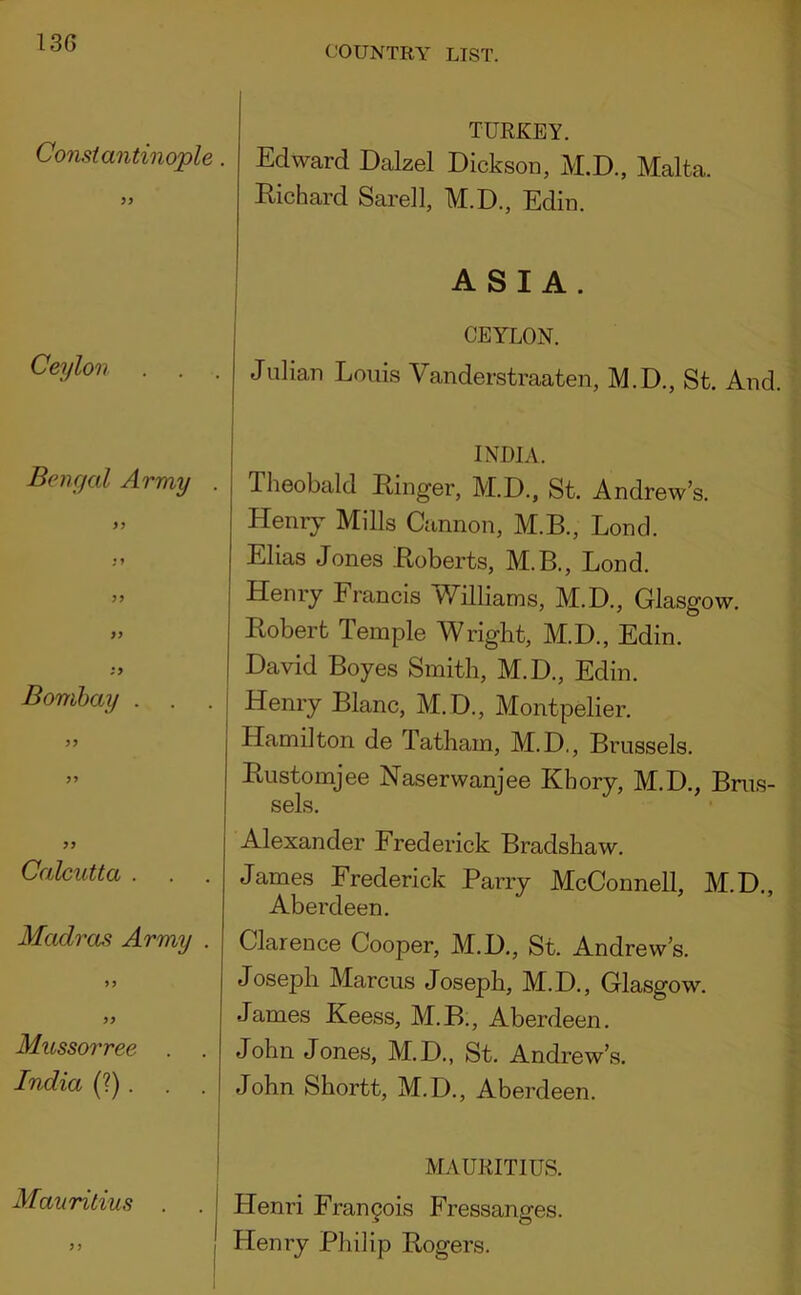 136
COUNTRY LIST.
TURKEY.
Constantinople . Edward Dalzel Dickson, M.D., Malta.
„ Richard Sarell, M.D., Edin.
ASIA.
CEYLON.
Ceylon . . . Julian Louis Vanderstraaten, M.D., St. And.
INDIA.
Bengal Army . Theobald Ringer, M.D., St. Andrew's.
„ Henry Mills Cannon, M.B., Lond.
„ Elias Jones Roberts, M.B., Lond.
„ Henry Francis Williams, M.D., Glasgow.
„ Robert Temple Wright, M.D., Edin.
„ David Boyes Smith, M.D., Edin.
Bombay . . . Henry Blanc, M.D., Montpelier.
„ Hamilton de Tatham, M.D., Brussels.
„ Rustomjee Naserwanjee Khory, M.D., Brus-
sels.
„ Alexander Frederick Bradshaw.
Calcutta . . . James Frederick Parry McConnell, M.D.,
Aberdeen.
Madras Army . Clarence Cooper, M.D., St. Andrew's.
„ Joseph Marcus Joseph, M.D., Glasgow.
„ James Keess, M.B., Aberdeen.
Mussorree . . John Jones, M.D., St. Andrew's.
India (?) . . . John Shortt, M.D., Aberdeen.
MAURITIUS.
Mauritius . . Henri François Fressanges.
„ Henry Philip Rogers.